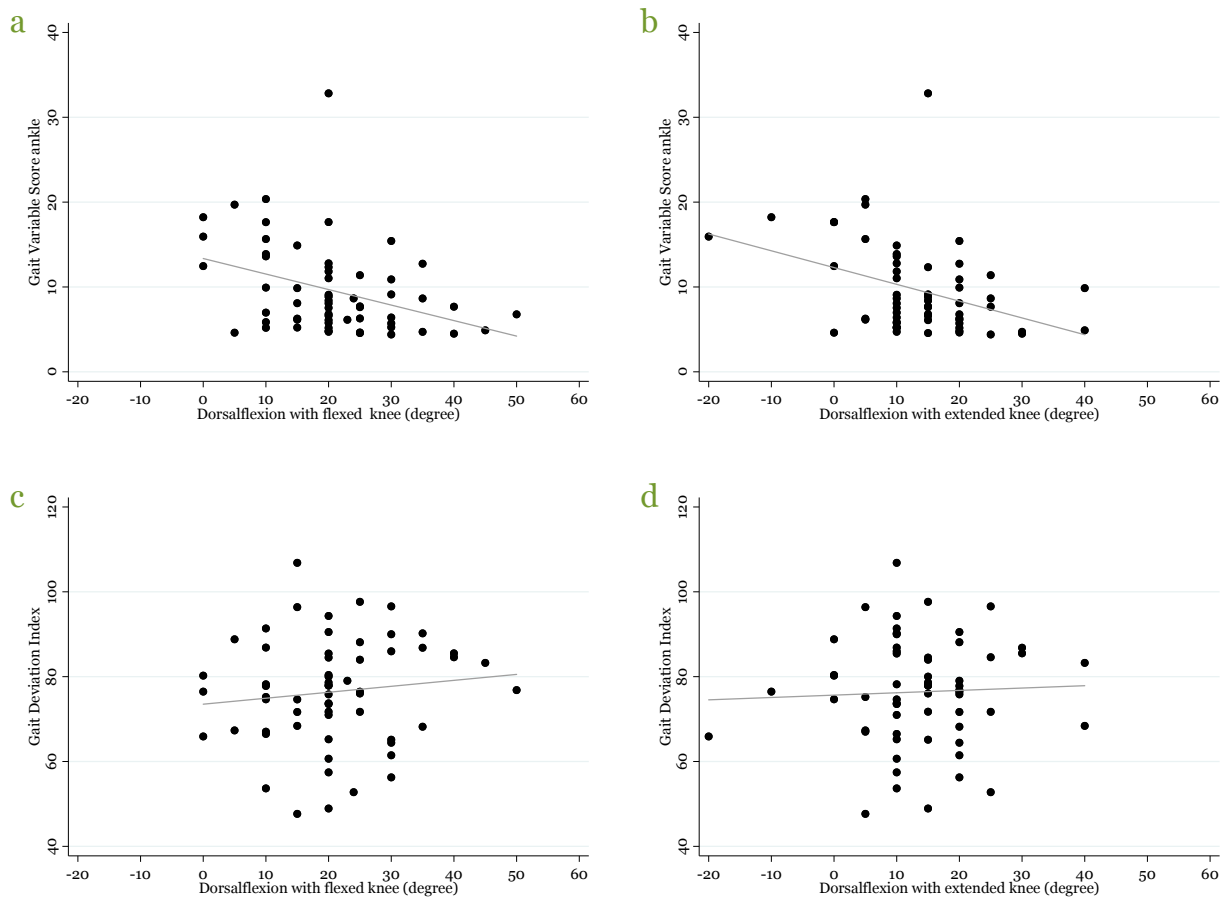 a
Gait Variable Score ankle
40
30
20
10
0
-20 -10 0 10 20 30 40 50 60
Dorsalflexion with flexed knee (degree)
b
Gait Variable Score ankle
40
30
20
10
0
-20 -10 0 10 20 30 40 50 60
Dorsalflexion with extended knee (degree)
c
Gait Deviation Index
120
100
80
60
40
-20 -10 0 10 20 30 40 50 60
Dorsalflexion with flexed knee (degree)
d
Gait Deviation Index
120
100
80
60
40
-20 -10 0 10 20 30 40 50 60
Dorsalflexion with extended knee (degree)